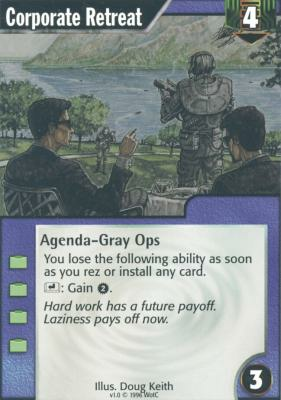 Corporate Retreat
4
Agenda-Gray Ops
You lose the following ability as soon
as you rez or install any card.
: Gain 2.
Hard work has a future payoff.
Laziness pays off now.
3
Illus. Doug Keith
v1.0 © 1996 WotC